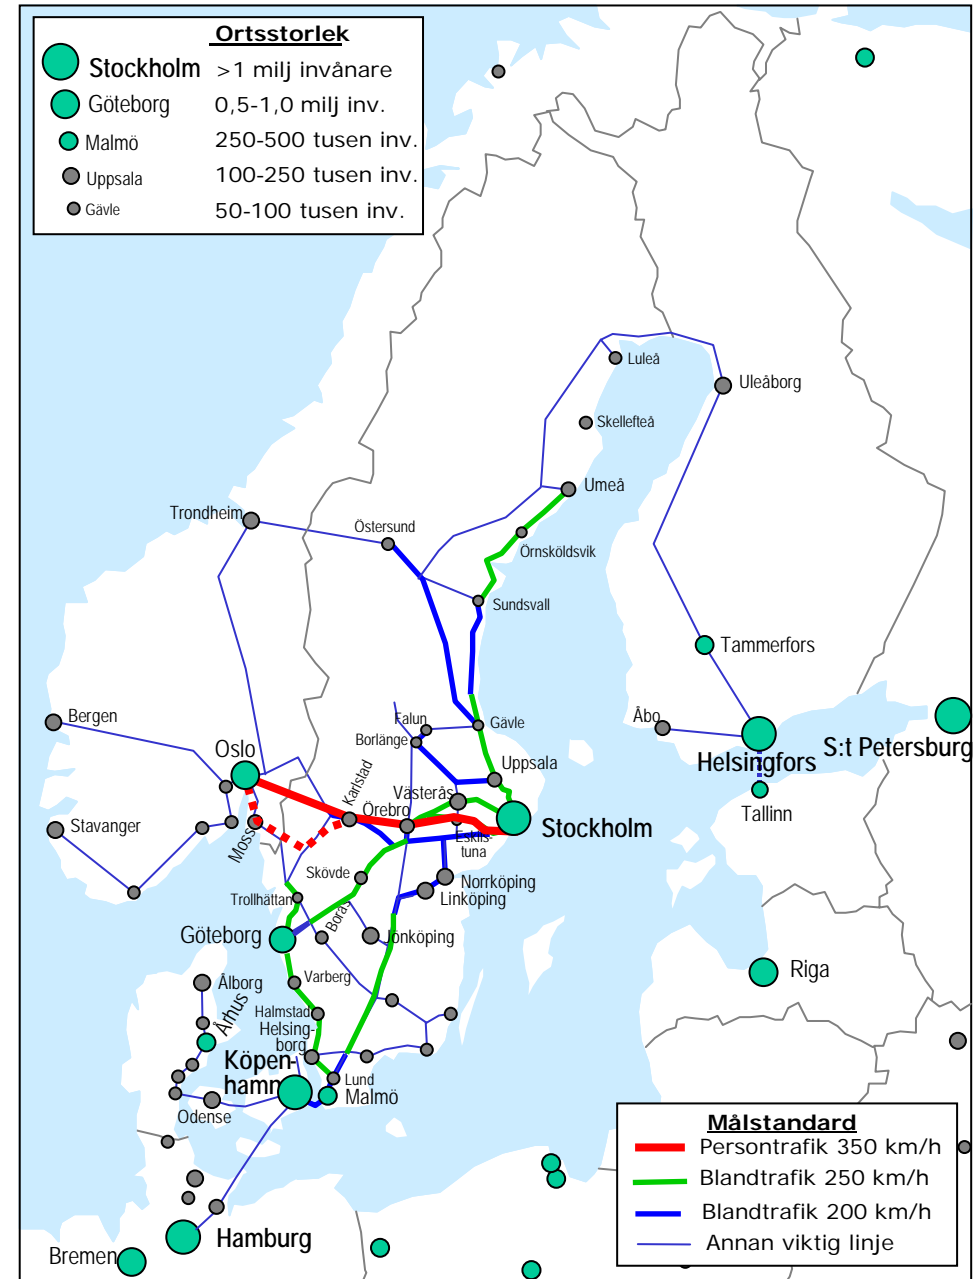 Ortsstorlek
Stockholm >1 milj invånare
Göteborg 0,5-1,0 milj inv.
Malmö 250-500 tusen inv.
Uppsala 100-250 tusen inv.
Gävle 50-100 tusen inv.
Luleå
Uleåborg
Skellefteå
Umeå
Trondheim
Östersund
Örnsköldsvik
Sundsvall
Tammerfors
Bergen
Falun
Gävle
Åbo
Borlänge
Oslo
Helsingfors
S:t Petersburg
Uppsala
Karlstad
Västerås
Örebro
Tallinn
Stavanger
Moss
Stockholm
Eskils-
tuna
Skövde
Norrköping
Linköping
Trollhättan
Borås
Göteborg
Jönköping
Riga
Varberg
Ålborg
Århus
Halmstad
Helsing-
borg
Köpen-
hamn
Lund
Malmö
Odense
Målstandard
Persontrafik 350 km/h
Blandtrafik 250 km/h
Blandtrafik 200 km/h
Annan viktig linje
Hamburg
Bremen